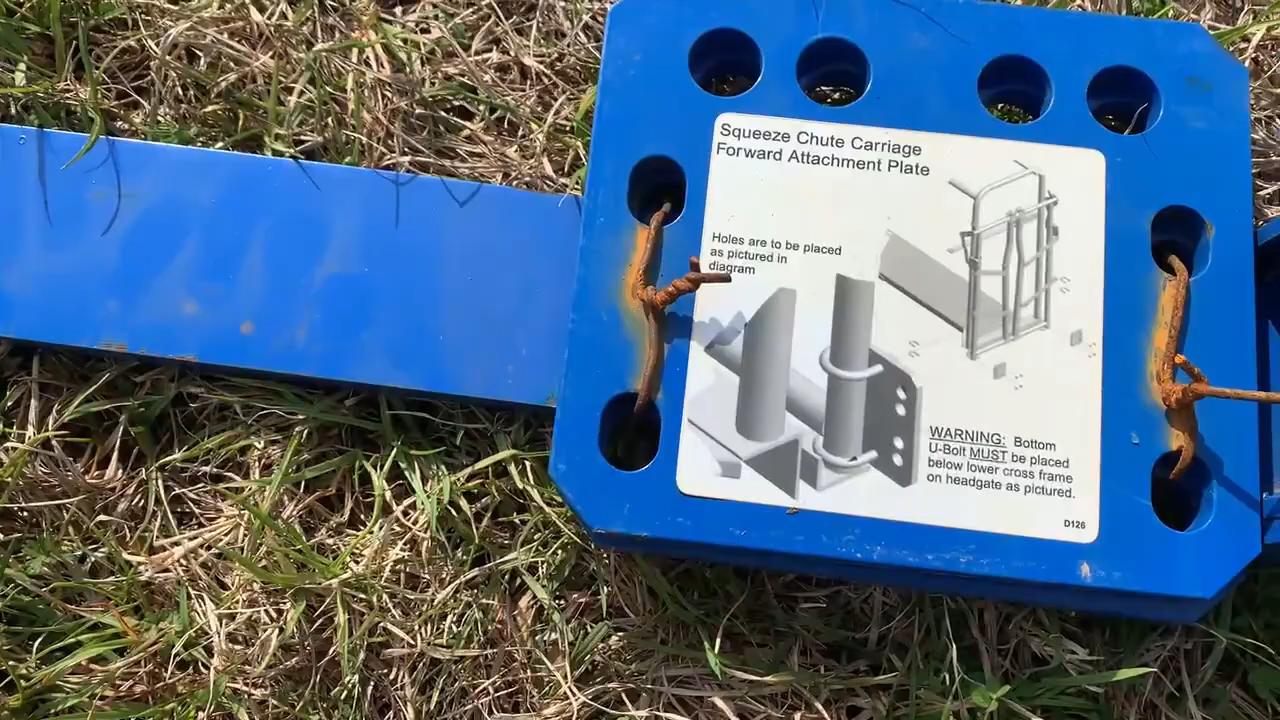 Squeeze Chute Carriage
Forward Attachment Plate
Holes are to be placed
as pictured in
diagram
WARNING: Bottom
U-Bolt MUST be placed
below lower cross frame
on headgate as pictured.
D126